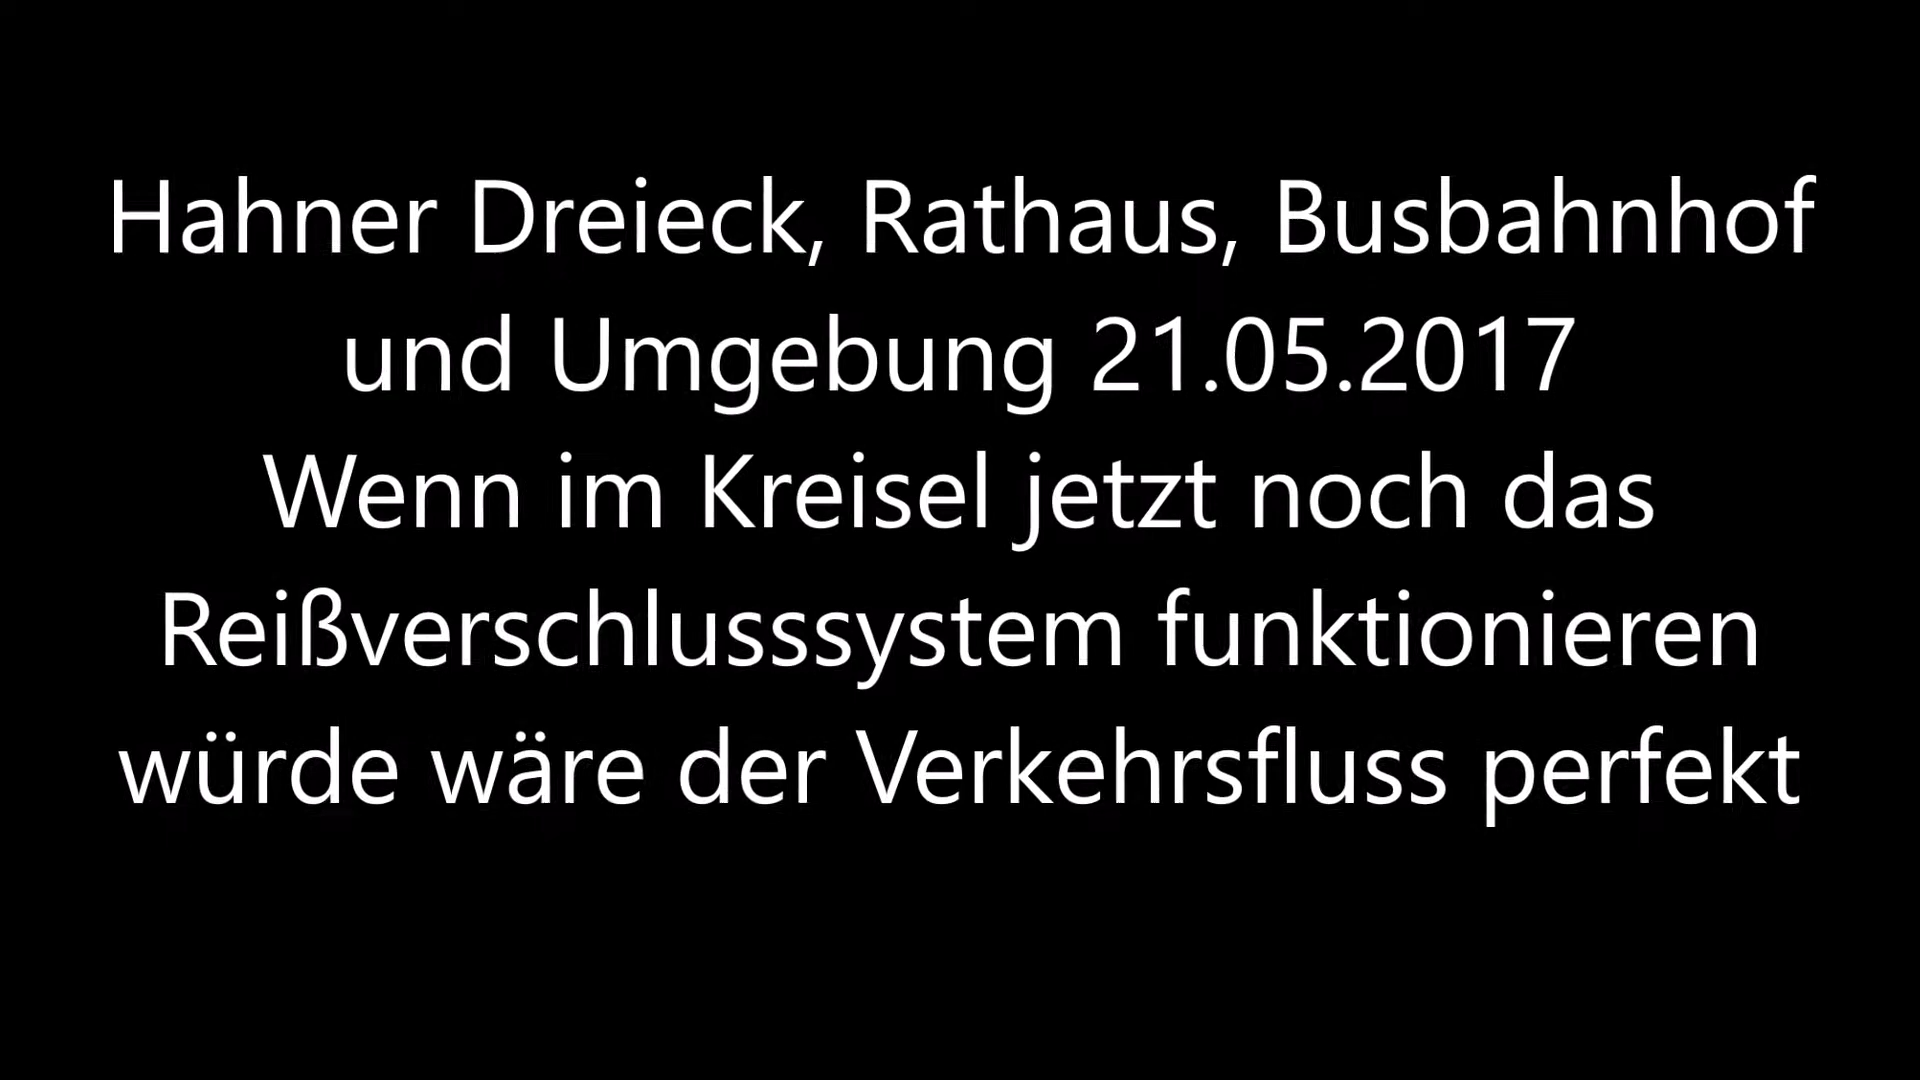 Hahner Dreieck, Rathaus, Busbahnhof
und Umgebung 21.05.2017
Wenn im Kreisel jetzt noch das
Reißverschlusssystem funktionieren
würde wäre der Verkehrsfluss perfekt